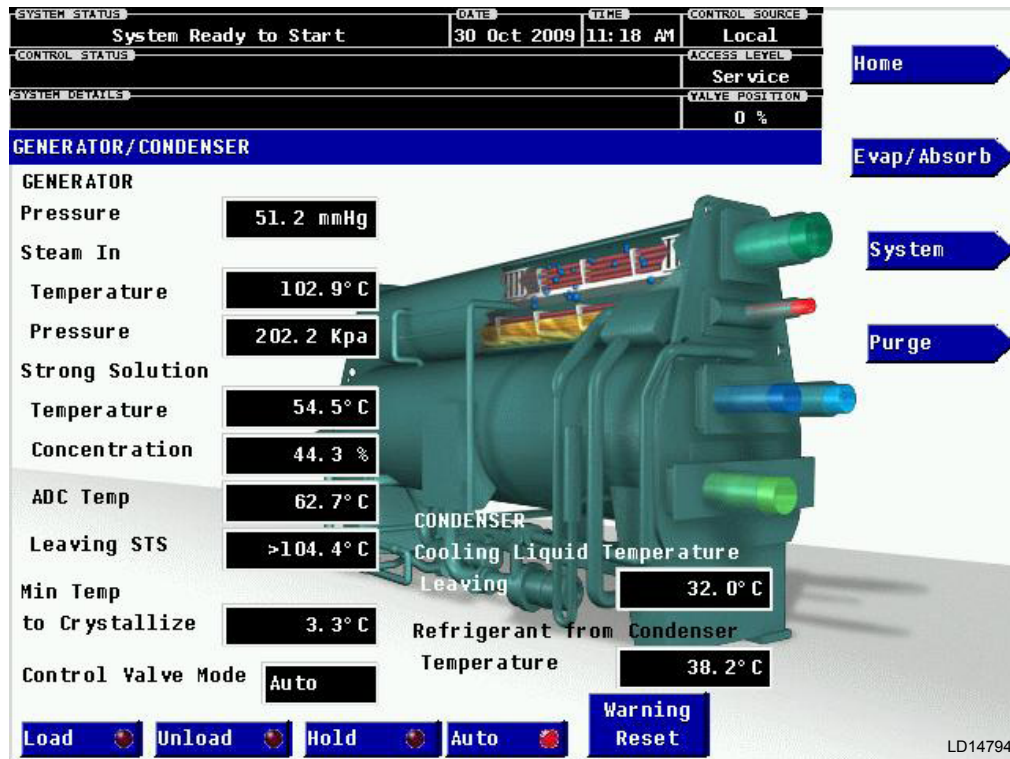 SYSTEM STATUS
System Ready to Start
DATE
30 Oct 2009
TIME
11:18 AM
CONTROL SOURCE
Local
CONTROL STATUS
ACCESS LEVEL
Service
SYSTEM DETAILS
VALVE POSITION
0 %
GENERATOR/CONDENSER
Home
Evap/Absorb
System
Purge
GENERATOR
Pressure 51.2 mmHg
Steam In
Temperature 102.9°C
Pressure 202.2 Kpa
Strong Solution
Temperature 54.5°C
Concentration 44.3 %
ADC Temp 62.7°C
Leaving STS >104.4°C
Min Temp
to Crystallize 3.3°C
Control Valve Mode Auto
CONDENSER
Cooling Liquid Temperature
Leaving 32.0°C
Refrigerant from Condenser
Temperature 38.2°C
Load
Unload
Hold
Auto
Warning
Reset
LD14794